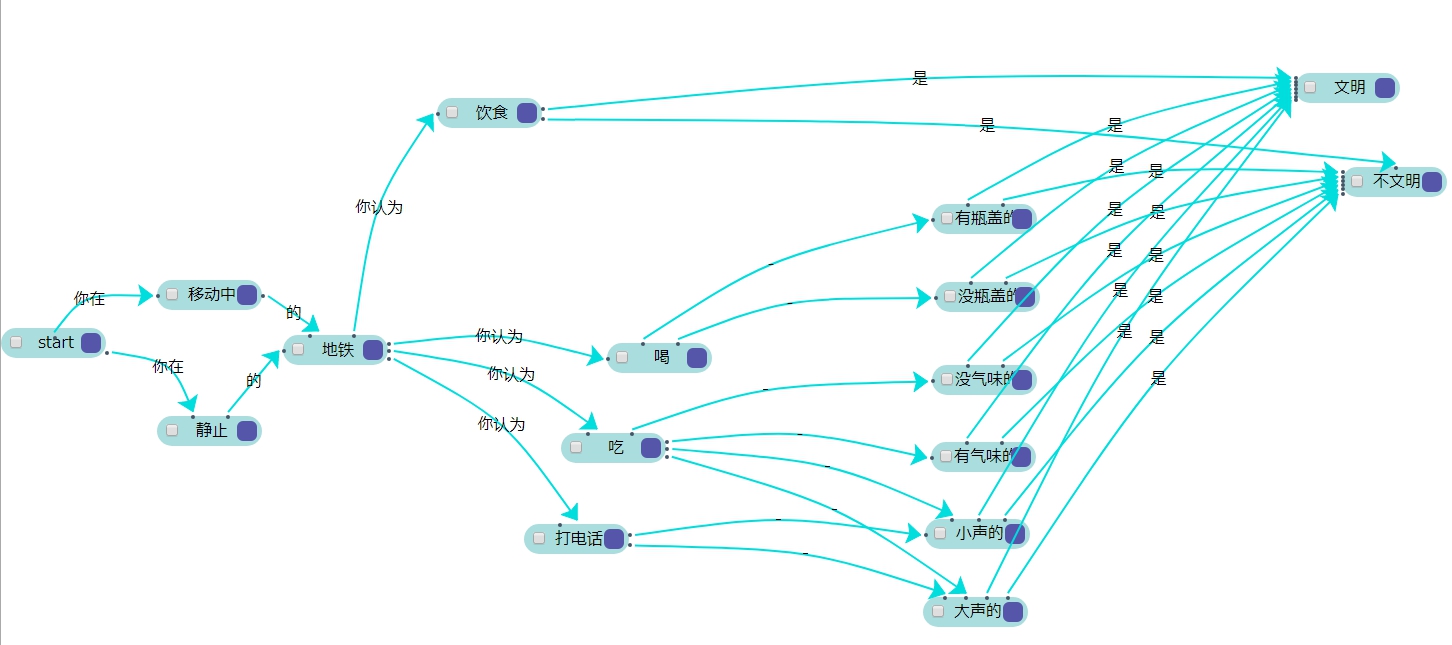 是
文明
饮食
是
是
不文明
是
是
你认为
是
是
有瓶盖的
是
是
-
移动中
你在
没瓶盖的
是
是
-
的
start
你认为
地铁
是
是
喝
你在
你认为
没气味的
是
的
-
你认为
静止
-
吃
有气味的
-
-
-
小声的
打电话
-
大声的